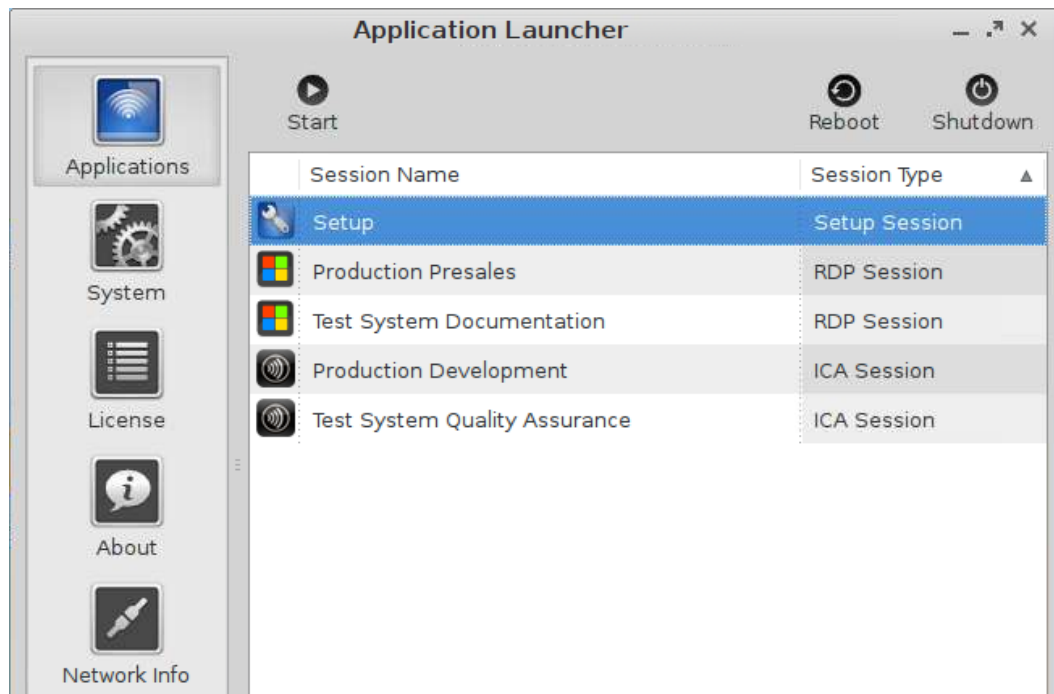 Application Launcher
Start
Reboot
Shutdown
Applications
System
License
About
Network Info
Session Name Session Type
Setup Setup Session
Production Presales RDP Session
Test System Documentation RDP Session
Production Development ICA Session
Test System Quality Assurance ICA Session